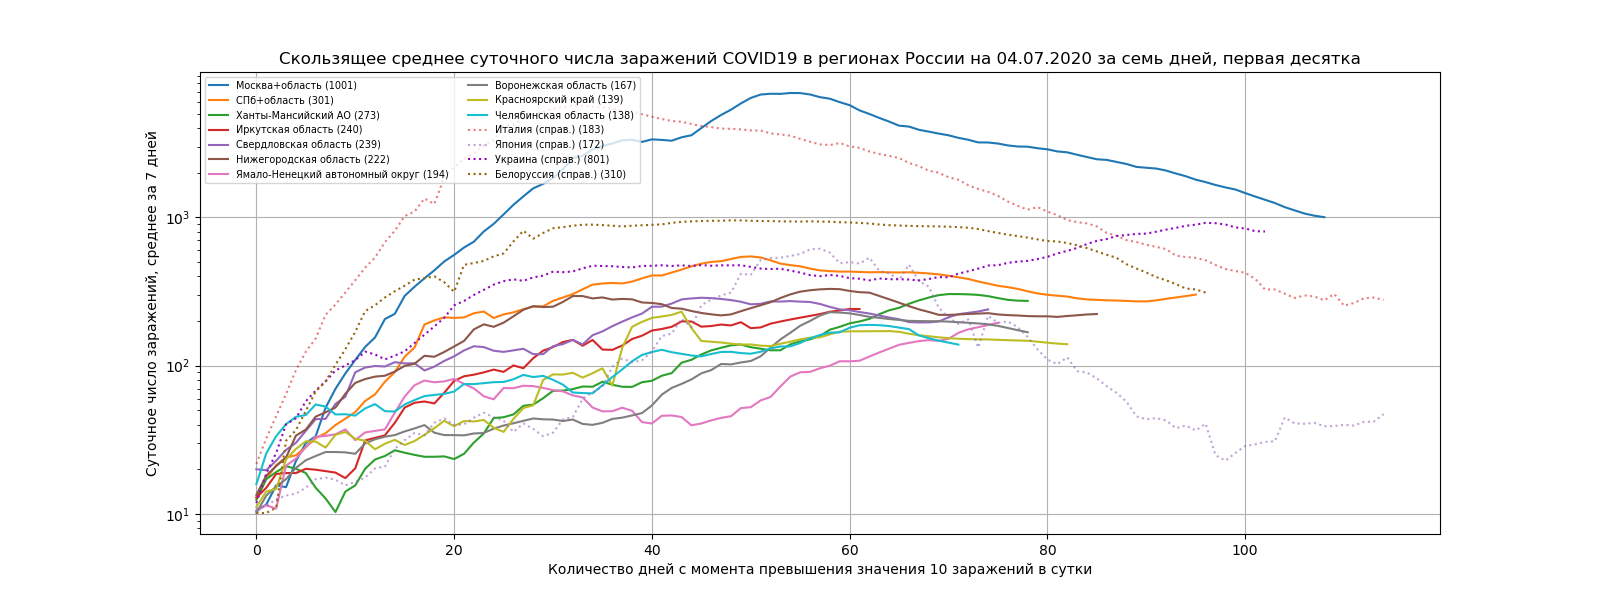 Скользящее среднее суточного числа заражений COVID19 в регионах России на 04.07.2020 за семь дней, первая десятка
Суточное число заражений, среднее за 7 дней
10³
10²
10¹
Москва+область (1001)
СПб+область (301)
Ханты-Мансийский АО (273)
Иркутская область (240)
Свердловская область (239)
Нижегородская область (222)
Ямало-Ненецкий автономный округ (194)
Воронежская область (167)
Красноярский край (139)
Челябинская область (138)
Италия (справ.) (183)
Япония (справ.) (172)
Украина (справ.) (801)
Белоруссия (справ.) (310)
0 20 40 60 80 100
Количество дней с момента превышения значения 10 заражений в сутки